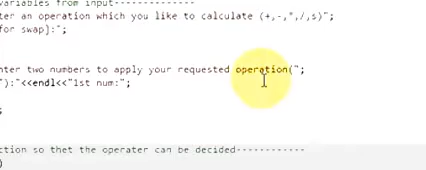 variables from input--------------
ter an operation which you like to calculate (+,-,*,/,s)";
for swap]:";
nter two numbers to apply your requested operation(";
"):"<<endl<<"1st num:";
;
ction so thet the operater can be decided------------
)